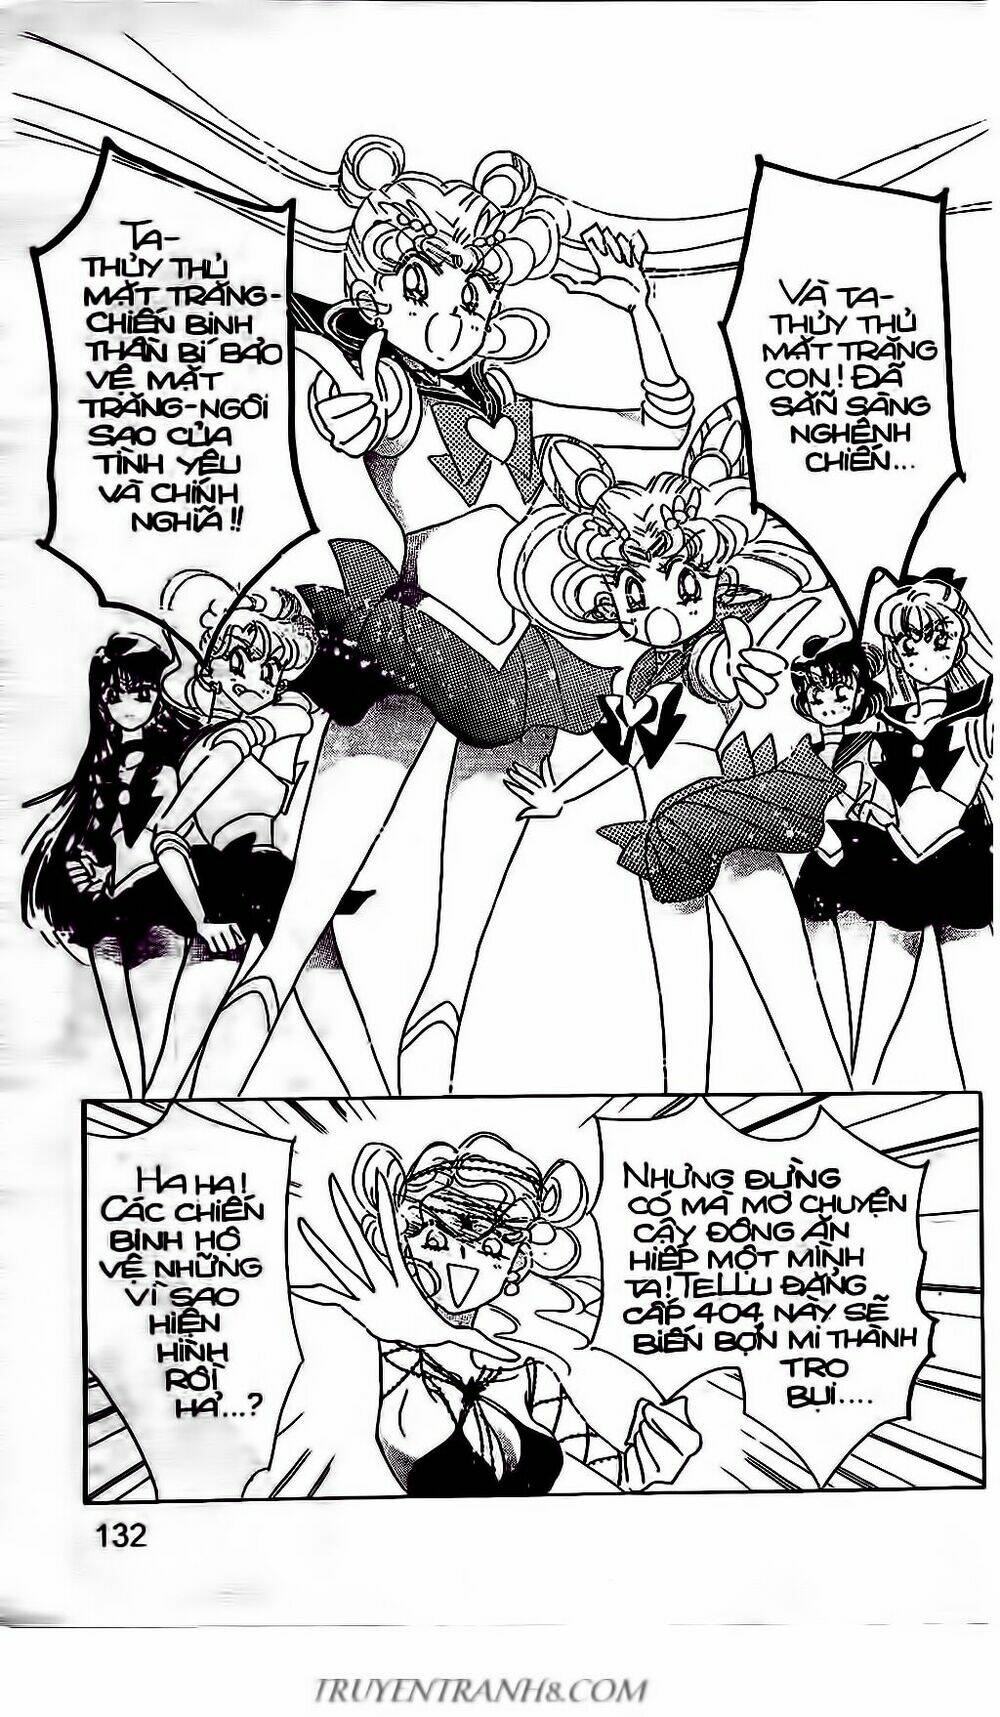 TA-
THỦY THỦ
MẶT TRĂNG-
CHIẾN BINH
THẦN BÍ BẢO
VỆ MẶT
TRĂNG-NGÔI
SAO CỦA
TÌNH YÊU
VÀ CHÍNH
NGHĨA!!
VÀ TA-
THỦY THỦ
MẶT TRĂNG
CON! ĐÃ
SẴN SÀNG
NGHÊNH
CHIẾN...
HA HA!
CÁC CHIẾN
BINH HỘ
VỆ NHỮNG
VÌ SAO
HIỆN
HÌNH
RỒI
HẢ...?
NHƯNG ĐỪNG
CÓ MÀ MƠ CHUYỆN
CẬY ĐÔNG ĂN
HIẾP MỘT MÌNH
TA! TELLU ĐẲNG
CẤP 404 NÀY SẼ
BIẾN BỌN MI THÀNH
TRO
BỤI....
132
TRUYENTRANH8.COM